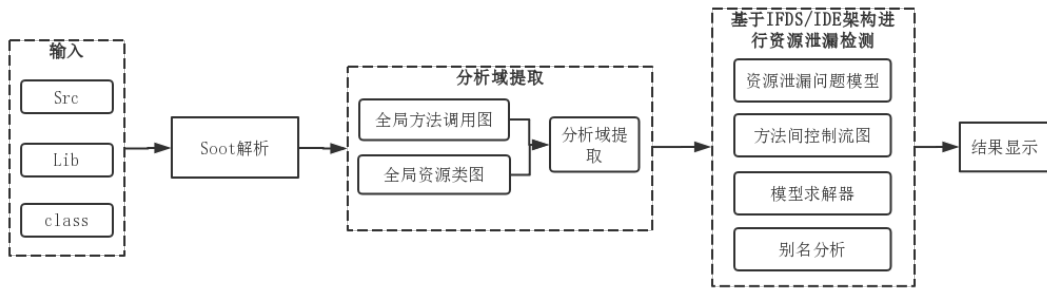 输入
Src
Lib
class
Soot解析
分析域提取
全局方法调用图
全局资源类图
分析域提
取
基于IFDS/IDE架构进
行资源泄漏检测
资源泄漏问题模型
方法间控制流图
模型求解器
别名分析
结果显示